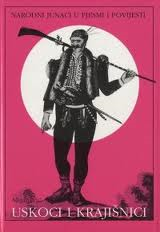 NARODNI JUNACI U PJESMI I POVIJESTI
USKOCI I KRAJIŠNICI